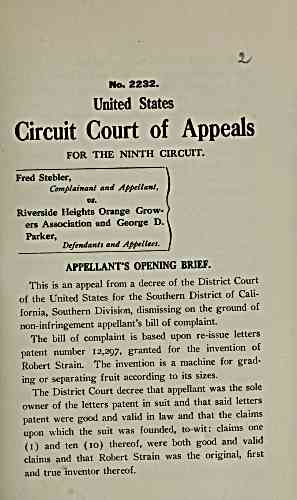 2
No. 2232.
United States
Circuit Court of Appeals
FOR THE NINTH CIRCUIT.
Fred Stebler,
Complainant and Appellant,
vs.
Riverside Heights Orange Grow-
ers Association and George D.
Parker,
Defendants and Appellees.
APPELLANT'S OPENING BRIEF.
This is an appeal from a decree of the District Court
of the United States for the Southern District of Cali-
fornia, Southern Division, dismissing on the ground of
non-infringement appellant's bill of complaint.
The bill of complaint is based upon re-issue letters
patent number 12,297, granted for the invention of
Robert Strain. The invention is a machine for grad-
ing or separating fruit according to its sizes.
The District Court decree that appellant was the sole
owner of the letters patent in suit and that said letters
patent were good and valid in law and that the claims
upon which the suit was founded, to-wit: claims one
(1) and ten (10) thereof, were both good and valid
claims and that Robert Strain was the original, first
and true inventor thereof.